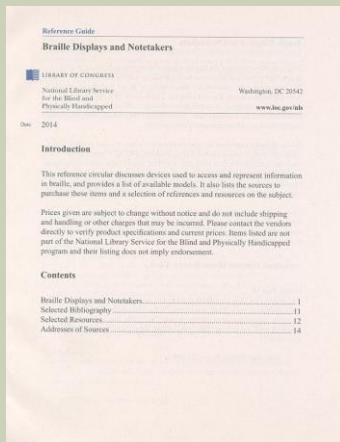 Reference Guide
Braille Displays and Notetakers
LIBRARY OF CONGRESS
National Library Service
for the Blind and
Physically Handicapped
Washington, DC 20542
www.loc.gov/nls
Date: 2014
Introduction
This reference circular discusses devices used to access and represent information
in braille, and provides a list of available models. It also lists the sources to
purchase these items and a selection of references and resources on the subject.
Prices given are subject to change without notice and do not include shipping
and handling or other charges that may be incurred. Please contact the vendors
directly to verify product specifications and current prices. Items listed are not
part of the National Library Service for the Blind and Physically Handicapped
program and their listing does not imply endorsement.
Contents
Braille Displays and Notetakers 1
Selected Bibliography 11
Selected Resources 12
Addresses of Sources 14